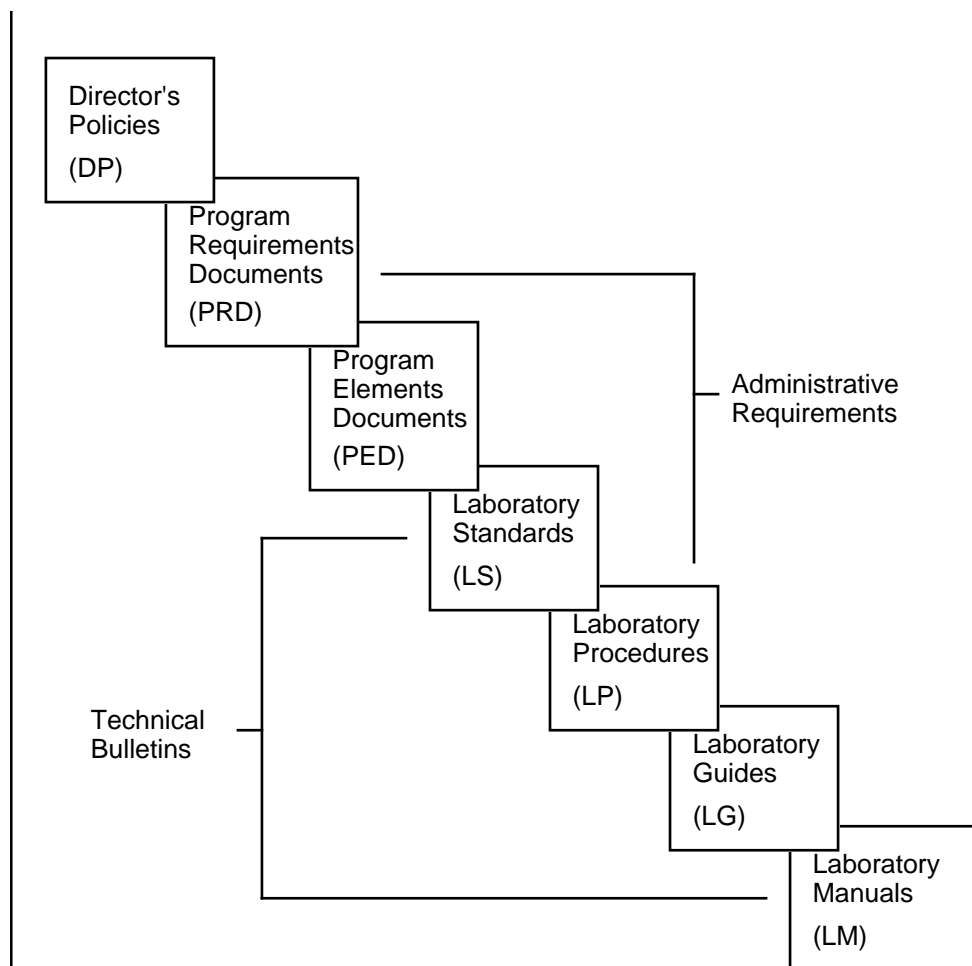 Director's
Policies
(DP)
Program
Requirements
Documents
(PRD)
Program
Elements
Documents
(PED)
Administrative
Requirements
Laboratory
Standards
(LS)
Laboratory
Procedures
(LP)
Technical
Bulletins
Laboratory
Guides
(LG)
Laboratory
Manuals
(LM)